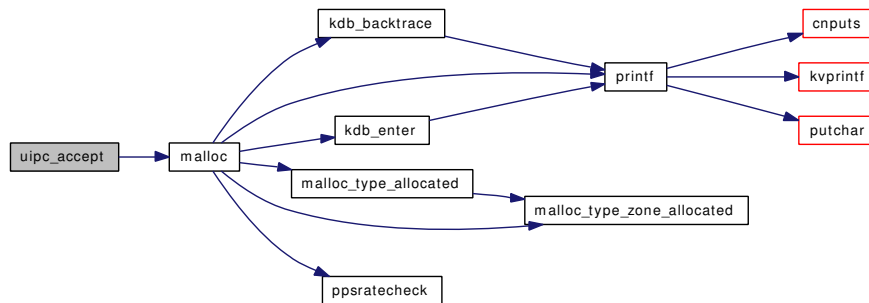 uipc_accept
malloc
kdb_backtrace
kdb_enter
malloc_type_allocated
ppsratecheck
printf
malloc_type_zone_allocated
cnputs
kvprintf
putchar